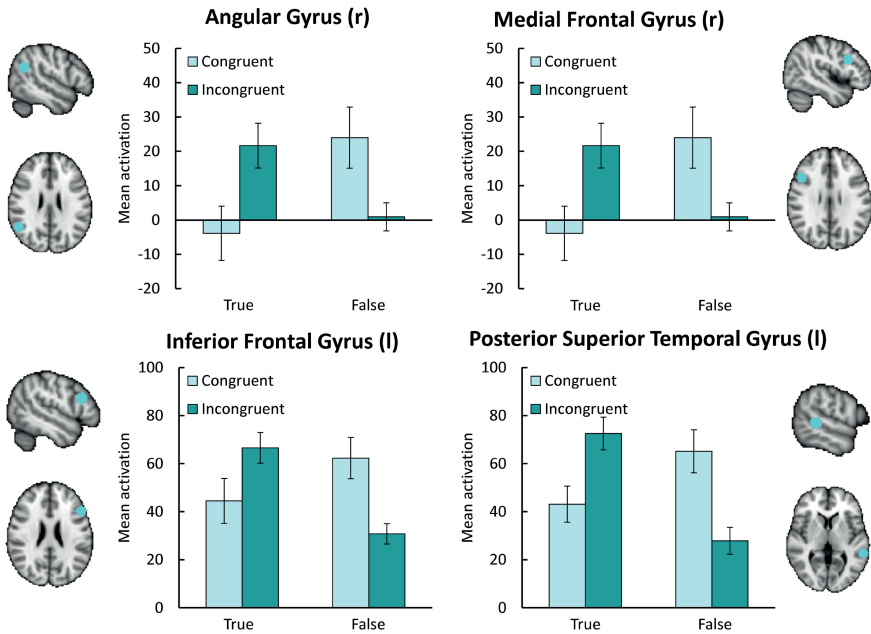 Angular Gyrus (r)
50
40
30
20
10
0
-10
-20
Mean activation
Congruent
Incongruent
True
False
Medial Frontal Gyrus (r)
50
40
30
20
10
0
-10
-20
Mean activation
Congruent
Incongruent
True
False
Inferior Frontal Gyrus (l)
100
80
60
40
20
0
Mean activation
Congruent
Incongruent
True
False
Posterior Superior Temporal Gyrus (l)
100
80
60
40
20
0
Mean activation
Congruent
Incongruent
True
False